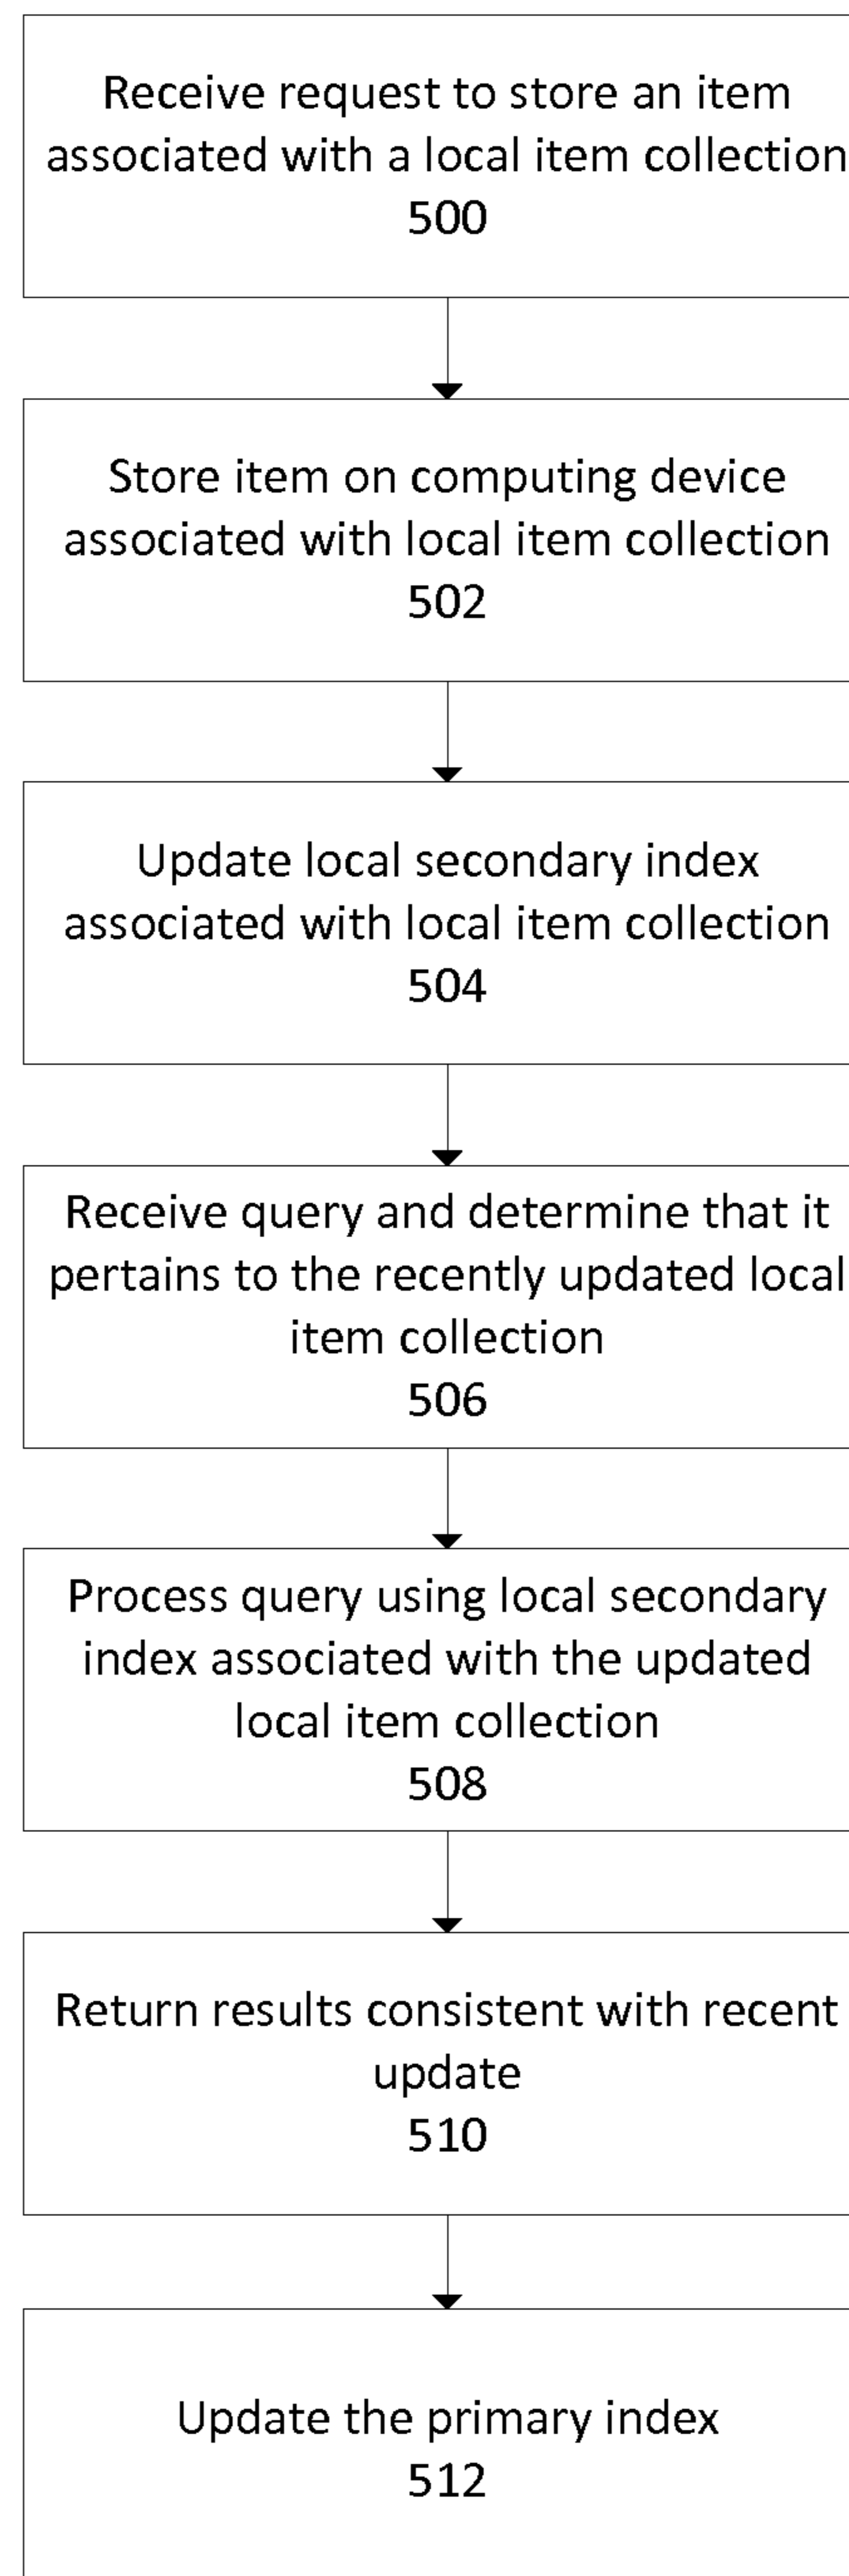 Receive request to store an item
associated with a local item collection
500
Store item on computing device
associated with local item collection
502
Update local secondary index
associated with local item collection
504
Receive query and determine that it
pertains to the recently updated local
item collection
506
Process query using local secondary
index associated with the updated
local item collection
508
Return results consistent with recent
update
510
Update the primary index
512